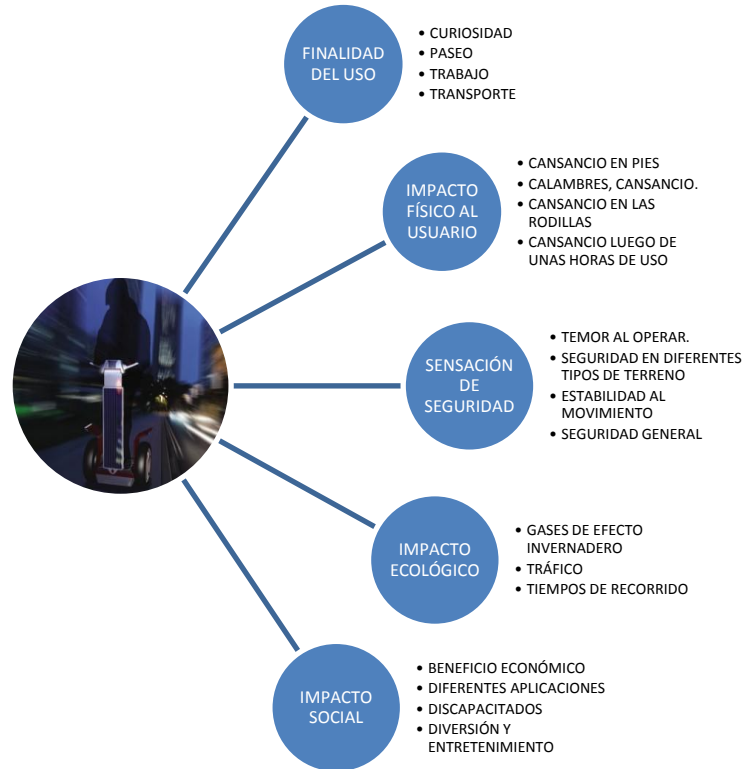 FINALIDAD
DEL USO
• CURIOSIDAD
• PASEO
• TRABAJO
• TRANSPORTE
IMPACTO
FÍSICO AL
USUARIO
• CANSANCIO EN PIES
• CALAMBRES, CANSANCIO.
• CANSANCIO EN LAS
RODILLAS
• CANSANCIO LUEGO DE
UNAS HORAS DE USO
SENSACIÓN
DE
SEGURIDAD
• TEMOR AL OPERAR.
• SEGURIDAD EN DIFERENTES
TIPOS DE TERRENO
• ESTABILIDAD AL
MOVIMIENTO
• SEGURIDAD GENERAL
IMPACTO
ECOLÓGICO
• GASES DE EFECTO
INVERNADERO
• TRÁFICO
• TIEMPOS DE RECORRIDO
IMPACTO
SOCIAL
• BENEFICIO ECONÓMICO
• DIFERENTES APLICACIONES
• DISCAPACITADOS
• DIVERSIÓN Y
ENTRETENIMIENTO